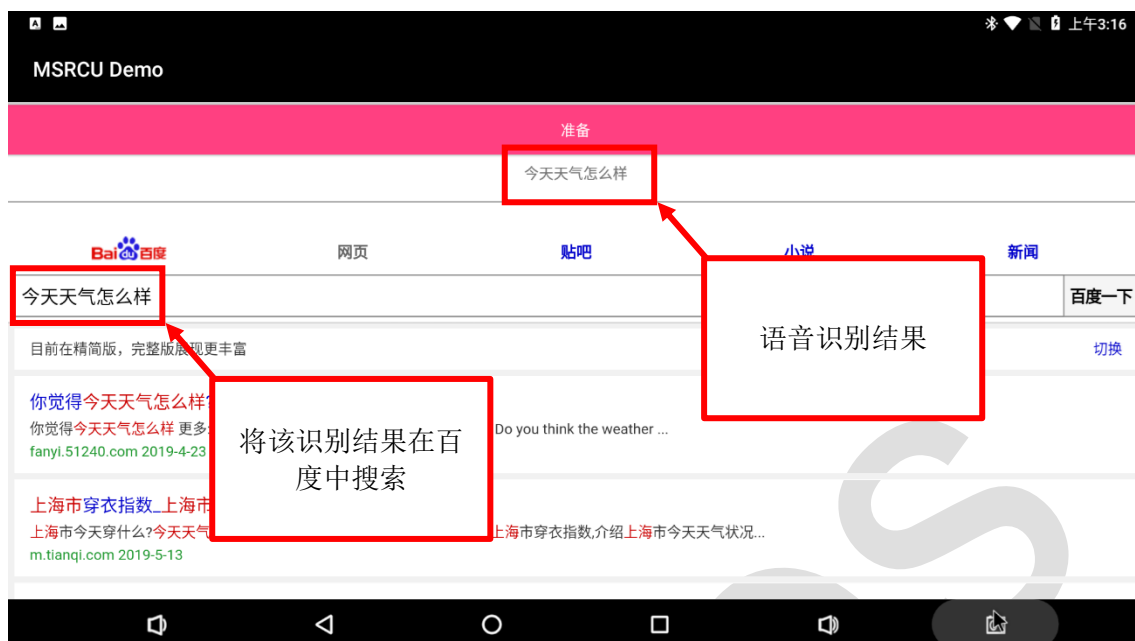 上午3:16
MSRCU Demo
准备
今天天气怎么样
Bai du 百度
网页
贴吧
小说
新闻
今天天气怎么样
百度一下
语音识别结果
目前在精简版，完整版展现更丰富
切换
你觉得今天天气怎么样?
你觉得今天天气怎么样 更多
Do you think the weather ...
fanyi.51240.com 2019-4-23
将该识别结果在百
度中搜索
上海市穿衣指数_上海市
上海市今天穿什么?今天天气
上海市穿衣指数,介绍上海市今天天气状况...
m.tianqi.com 2019-5-13